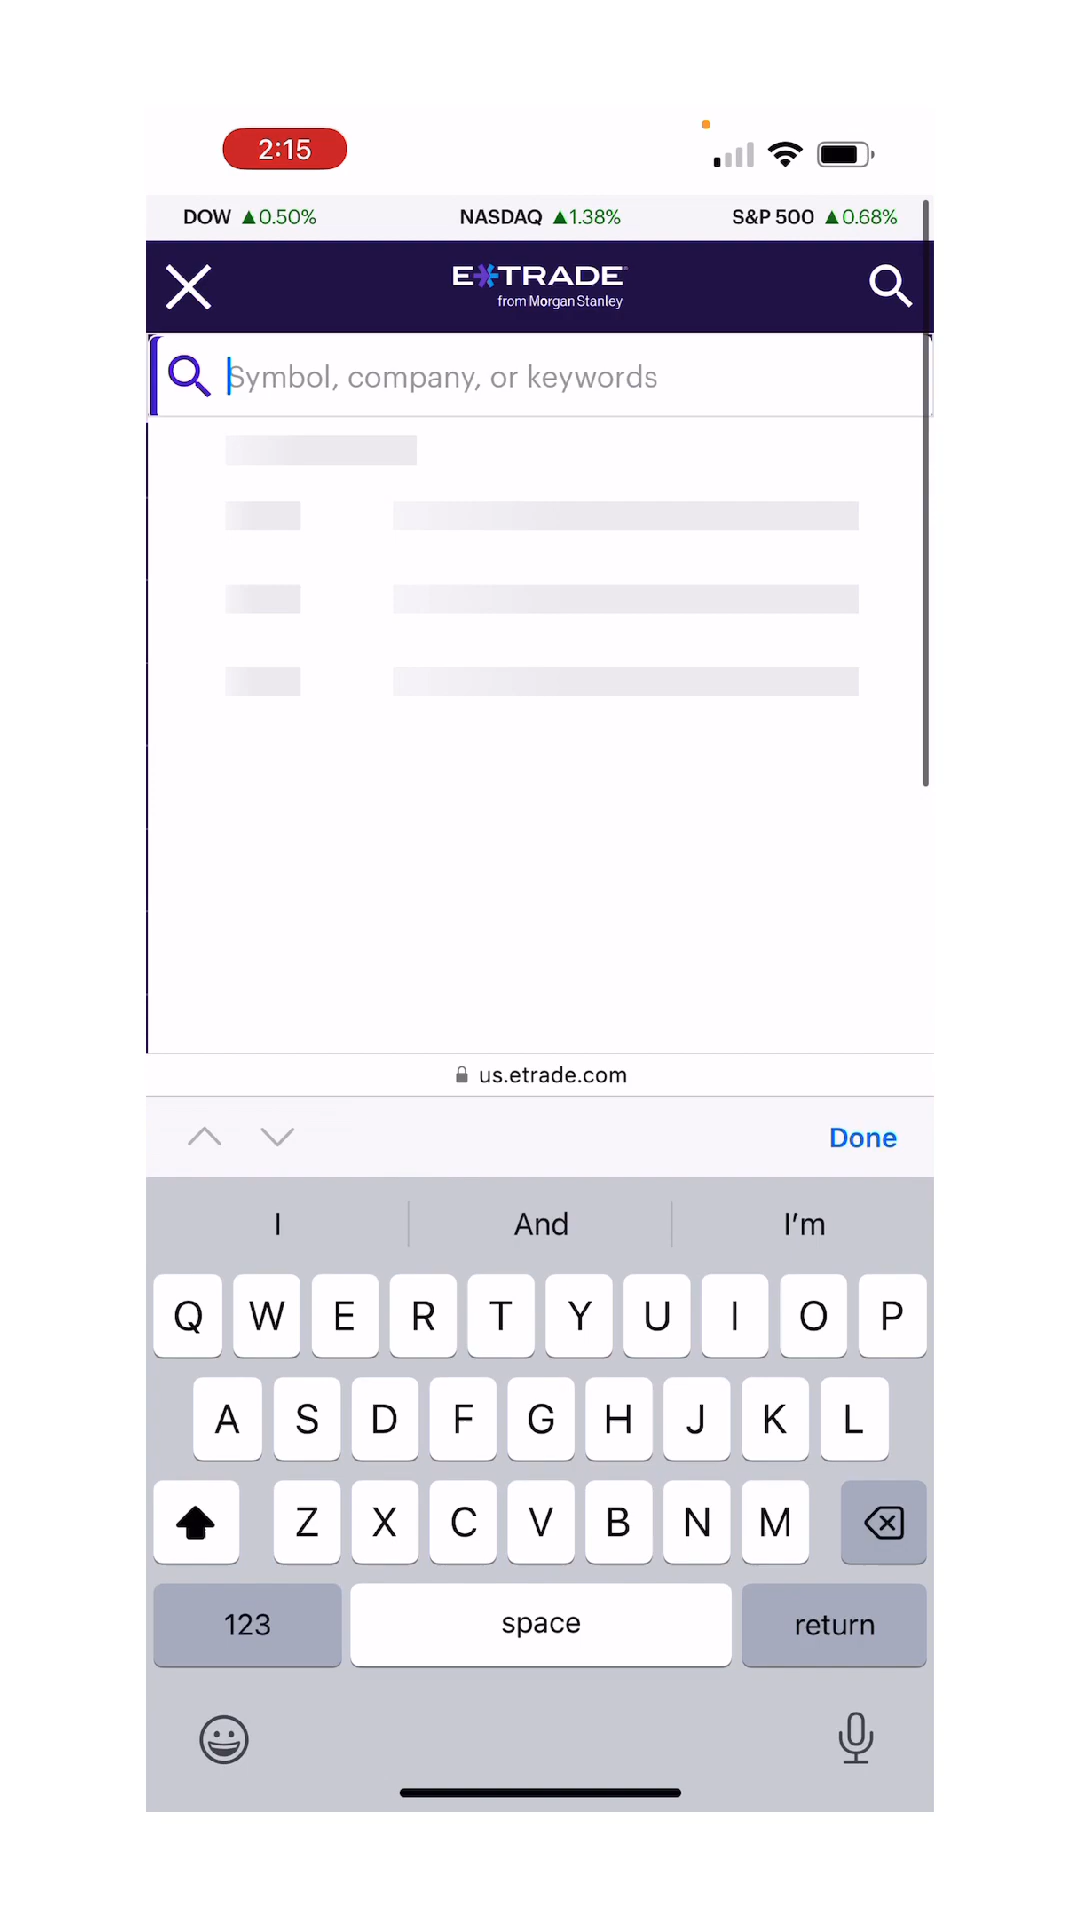 2:15
DOW ▲0.50% NASDAQ ▲1.38% S&P 500 ▲0.68%
E*TRADE
from Morgan Stanley
Symbol, company, or keywords
us.etrade.com
Done
I And I'm
Q W E R T Y U I O P
A S D F G H J K L
Z X C V B N M
123 space return